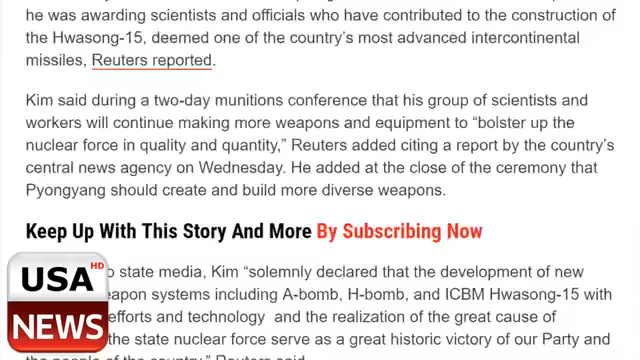 he was awarding scientists and officials who have contributed to the construction of
the Hwasong-15, deemed one of the country’s most advanced intercontinental
missiles, Reuters reported.
Kim said during a two-day munitions conference that his group of scientists and
workers will continue making more weapons and equipment to “bolster up the
nuclear force in quality and quantity,” Reuters added citing a report by the country’s
central news agency on Wednesday. He added at the close of the ceremony that
Pyongyang should create and build more diverse weapons.
Keep Up With This Story And More By Subscribing Now
state media, Kim “solemnly declared that the development of new
systems including A-bomb, H-bomb, and ICBM Hwasong-15 with
efforts and technology and the realization of the great cause of
the state nuclear force serve as a great historic victory of our Party and
USA HD
NEWS